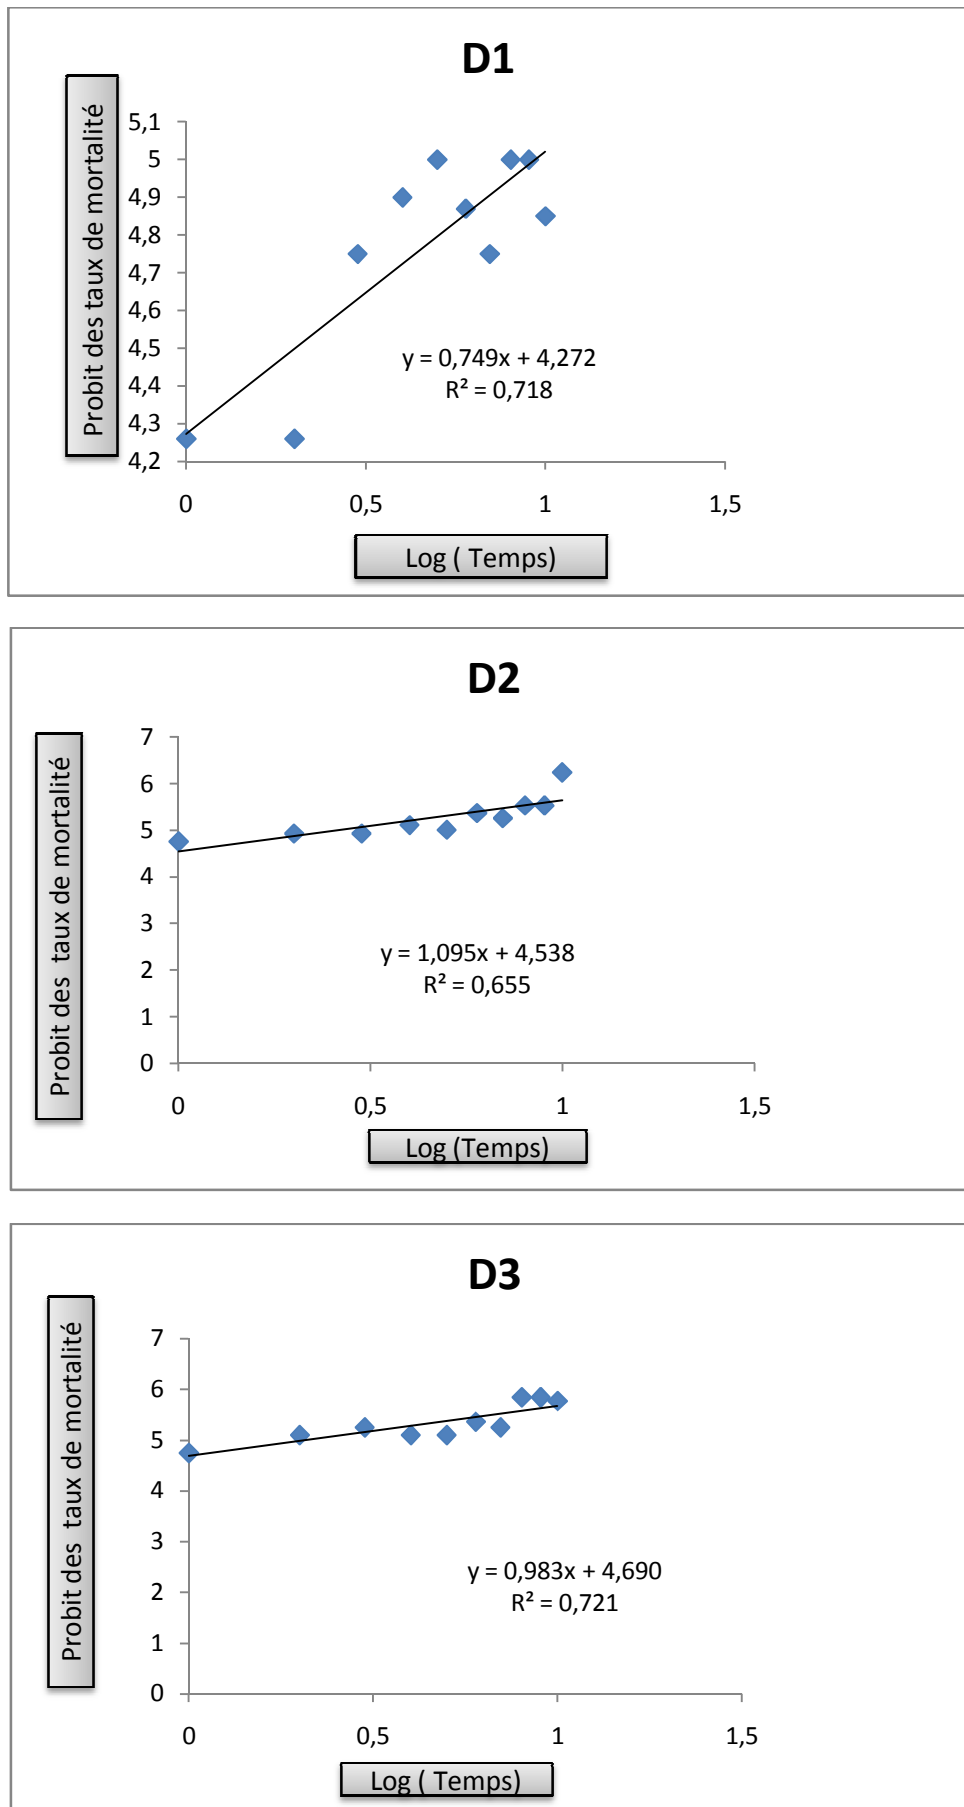 D1
Probit des taux de mortalité
5,1
5
4,9
4,8
4,7
4,6
4,5
4,4
4,3
4,2
y = 0,749x + 4,272
R² = 0,718
0 0,5 1 1,5
Log ( Temps)
D2
Probit des taux de mortalité
7
6
5
4
3
2
1
0
y = 1,095x + 4,538
R² = 0,655
0 0,5 1 1,5
Log (Temps)
D3
Probit des taux de mortalité
7
6
5
4
3
2
1
0
y = 0,983x + 4,690
R² = 0,721
0 0,5 1 1,5
Log ( Temps)